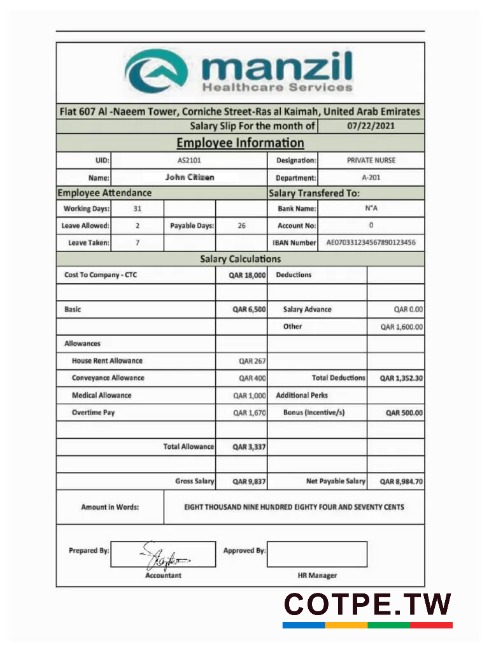 manzil
Healthcare Services
Flat 607 Al -Naeem Tower, Corniche Street-Ras al Kaimah, United Arab Emirates
Salary Slip For the month of 07/22/2021
Employee Information
UID: AS2101 Designation: PRIVATE NURSE
Name: John Citizen Department: A-201
Employee Attendance Salary Transfered To:
Working Days: 31 Bank Name: N"A
Leave Allowed: 2 Payable Days: 26 Account No: 0
Leave Taken: 7 IBAN Number AE070331234567890123456
Salary Calculations
Cost To Company - CTC QAR 18,000 Deductions
Basic QAR 6,500 Salary Advance QAR 0.00
Other QAR 1,600.00
Allowances
House Rent Allowance QAR 267
Conveyance Allowance QAR 400 Total Deductions QAR 1,352.30
Medical Allowance QAR 1,000 Additional Perks
Overtime Pay QAR 1,670 Bonus (Incentive/s) QAR 500.00
Total Allowance QAR 3,337
Gross Salary QAR 9,837 Net Payable Salary QAR 8,984.70
Amount in Words: EIGHT THOUSAND NINE HUNDRED EIGHTY FOUR AND SEVENTY CENTS
Prepared By: Approved By:
Accountant HR Manager
COTPE.TW